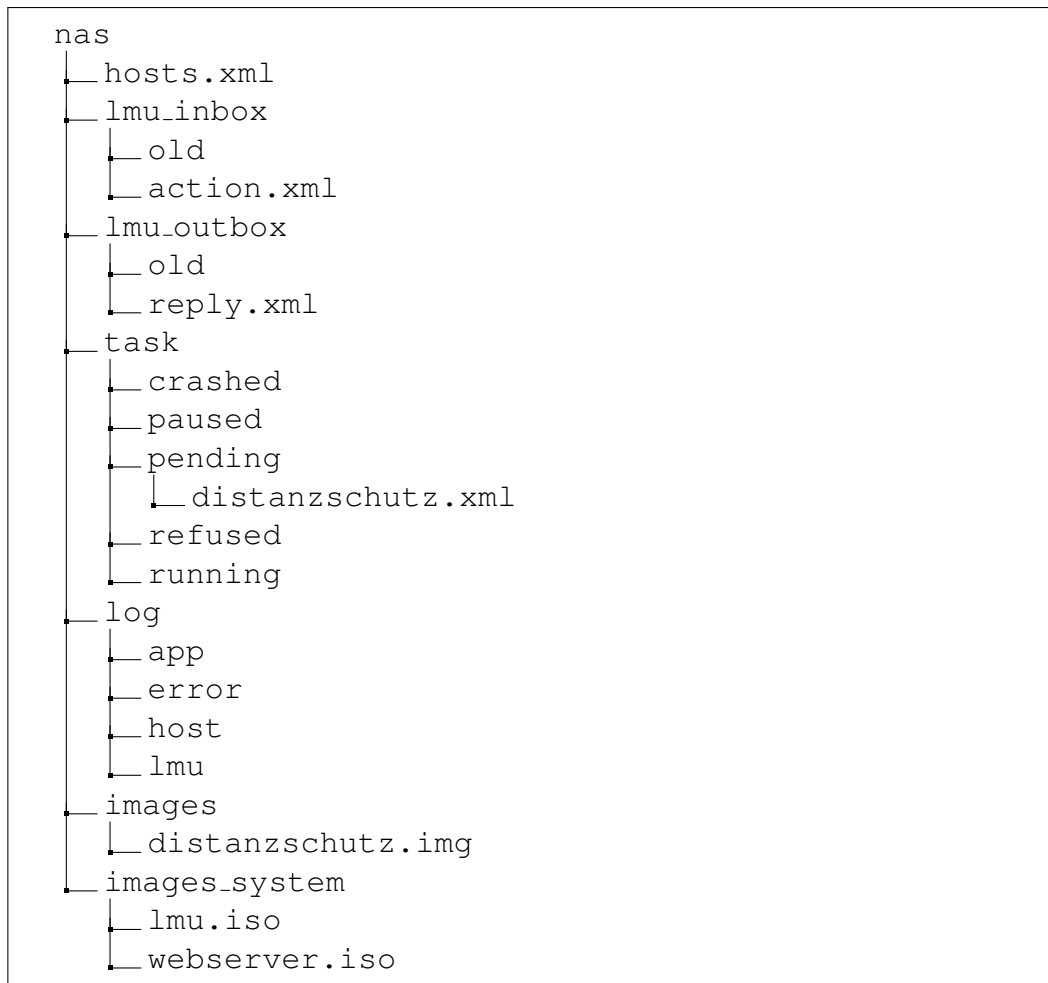 nas
hosts.xml
lmu_inbox
old
action.xml
lmu_outbox
old
reply.xml
task
crashed
paused
pending
distanzschutz.xml
refused
running
log
app
error
host
lmu
images
distanzschutz.img
images_system
lmu.iso
webserver.iso